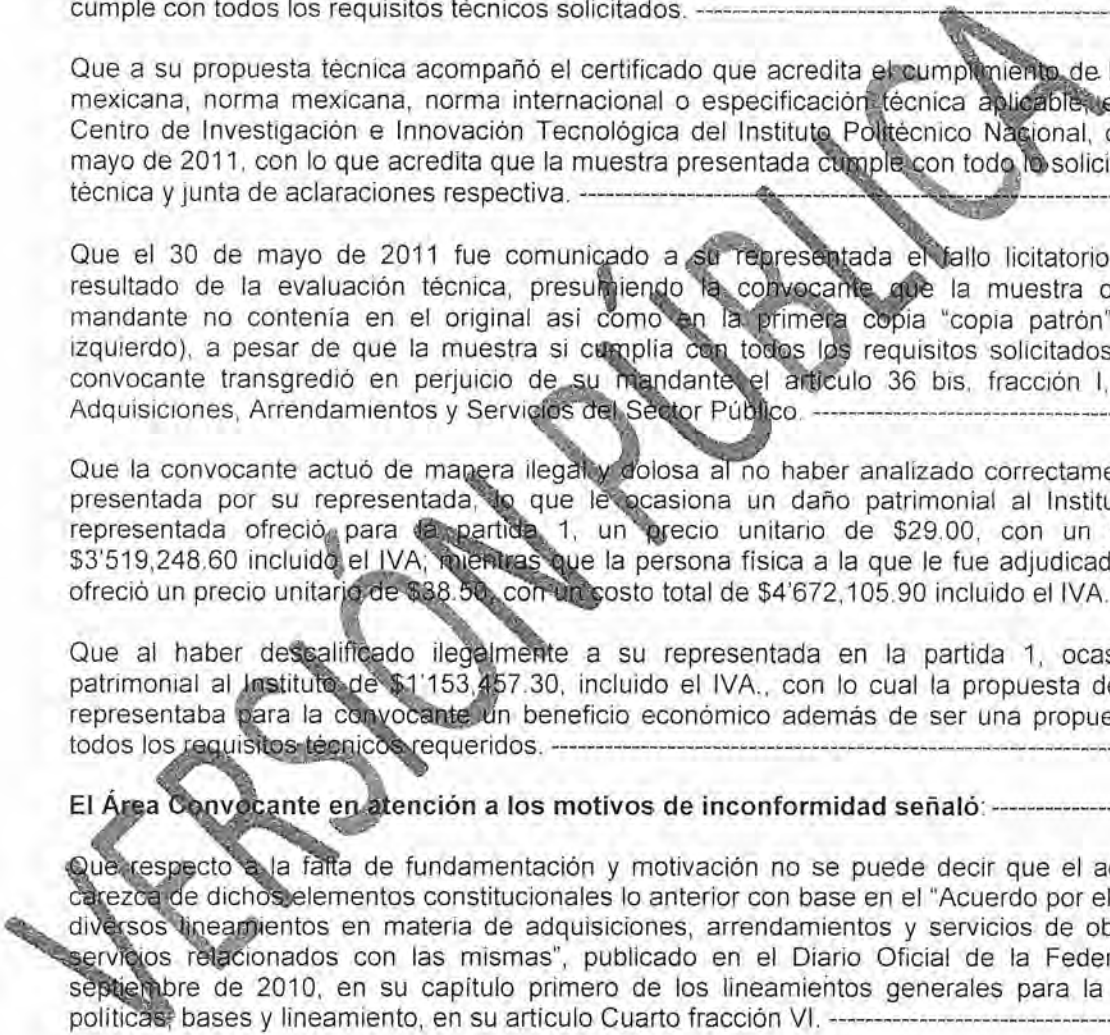 cumple con todos los requisitos técnicos solicitados. ---
Que a su propuesta técnica acompañó el certificado que acredita el cumplimiento de
mexicana, norma mexicana, norma internacional o especificación técnica aplicable,
Centro de Investigación e Innovación Tecnológica del Instituto Politécnico Nacional,
mayo de 2011, con lo que acredita que la muestra presentada cumple con todo lo solici
técnica y junta de aclaraciones respectiva. ---
Que el 30 de mayo de 2011 fue comunicado a su representada el fallo licitatorio
resultado de la evaluación técnica, presumiendo la convocante que la muestra
mandante no contenía en el original así como en la primera copia "copia patrón"
izquierdo), a pesar de que la muestra si cumplía con todos los requisitos solicitados
convocante transgredió en perjuicio de su mandante el artículo 36 bis, fracción I,
Adquisiciones, Arrendamientos y Servicios del Sector Público. ---
Que la convocante actuó de manera ilegal y dolosa al no haber analizado correctame
presentada por su representada, lo que le ocasiona un daño patrimonial al Institu
representada ofreció para la partida 1, un precio unitario de $29.00, con un
$3'519,248.60 incluido el IVA; mientras que la persona física a la que le fue adjudicad
ofreció un precio unitario de $38.50, con un costo total de $4'672,105.90 incluido el IVA.
Que al haber descalificado ilegalmente a su representada en la partida 1, ocas
patrimonial al Instituto de $1'153,457.30, incluido el IVA., con lo cual la propuesta de
representaba para la convocante un beneficio económico además de ser una propue
todos los requisitos técnicos requeridos. ---
El Área Convocante en atención a los motivos de inconformidad señaló: ---
Que respecto a la falta de fundamentación y motivación no se puede decir que el a
carezca de dichos elementos constitucionales lo anterior con base en el "Acuerdo por el
diversos lineamientos en materia de adquisiciones, arrendamientos y servicios de ob
servicios relacionados con las mismas", publicado en el Diario Oficial de la Feder
septiembre de 2010, en su capítulo primero de los lineamientos generales para la
políticas, bases y lineamiento, en su artículo Cuarto fracción VI. ---
VERSIÓN PÚBLICA